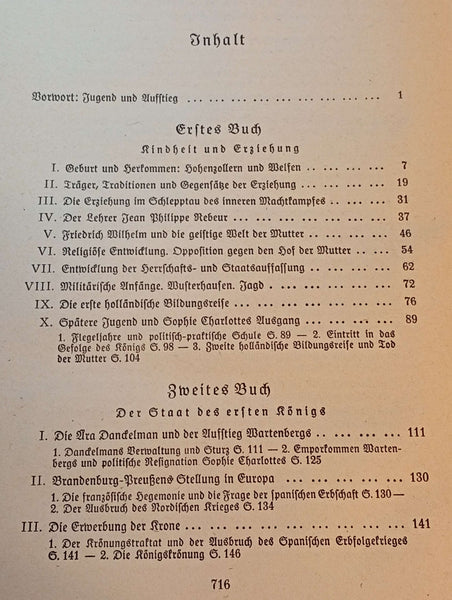 Inhalt
Vorwort: Jugend und Aufstieg ... ... ... ... ... ... ... ... ... ... 1
Erstes Buch
Kindheit und Erziehung
I. Geburt und Herkommen: Hohenzollern und Welfen .. ... ... ... 7
II. Träger, Traditionen und Gegensätze der Erziehung ... ... ... 19
III. Die Erziehung im Schlepptau des inneren Machtkampfes ... ... 31
IV. Der Lehrer Jean Philippe Rebeur ... ... ... ... ... ... 37
V. Friedrich Wilhelm und die geistige Welt der Mutter ... ... ... 46
VI. Religiöse Entwicklung. Opposition gegen den Hof der Mutter ... 54
VII. Entwicklung der Herrschafts- und Staatsauffassung ... ... ... 62
VIII. Militärische Anfänge. Wusterhausen. Jagd . ... ... ... ... 72
IX. Die erste holländische Bildungsreise ... ... ... ... ... ... 76
X. Spätere Jugend und Sophie Charlottes Ausgang ... ... ... ... 89
1. Flegeljahre und politisch-praktische Schule S. 89 — 2. Eintritt in das
Gefolge des Königs S. 98 — 3. Zweite holländische Bildungsreise und Tod
der Mutter S. 104
Zweites Buch
Der Staat des ersten Königs
I. Die Ära Danckelman und der Aufstieg Wartenbergs .. ... ... ... 111
1. Danckelmans Verwaltung und Sturz S. 111 — 2. Emporkommen Warten-
bergs und politische Resignation Sophie Charlottes S. 125
II. Brandenburg-Preußens Stellung in Europa .. ... ... ... ... 130
1. Die französische Hegemonie und die Frage der spanischen Erbschaft S. 130 —
2. Der Ausbruch des Nordischen Krieges S. 134
III. Die Erwerbung der Krone ... ... ... ... ... ... ... ... 141
1. Der Krönungstraktat und der Ausbruch des Spanischen Erbfolgekrieges
S. 141 — 2. Die Königskrönung S. 146
716